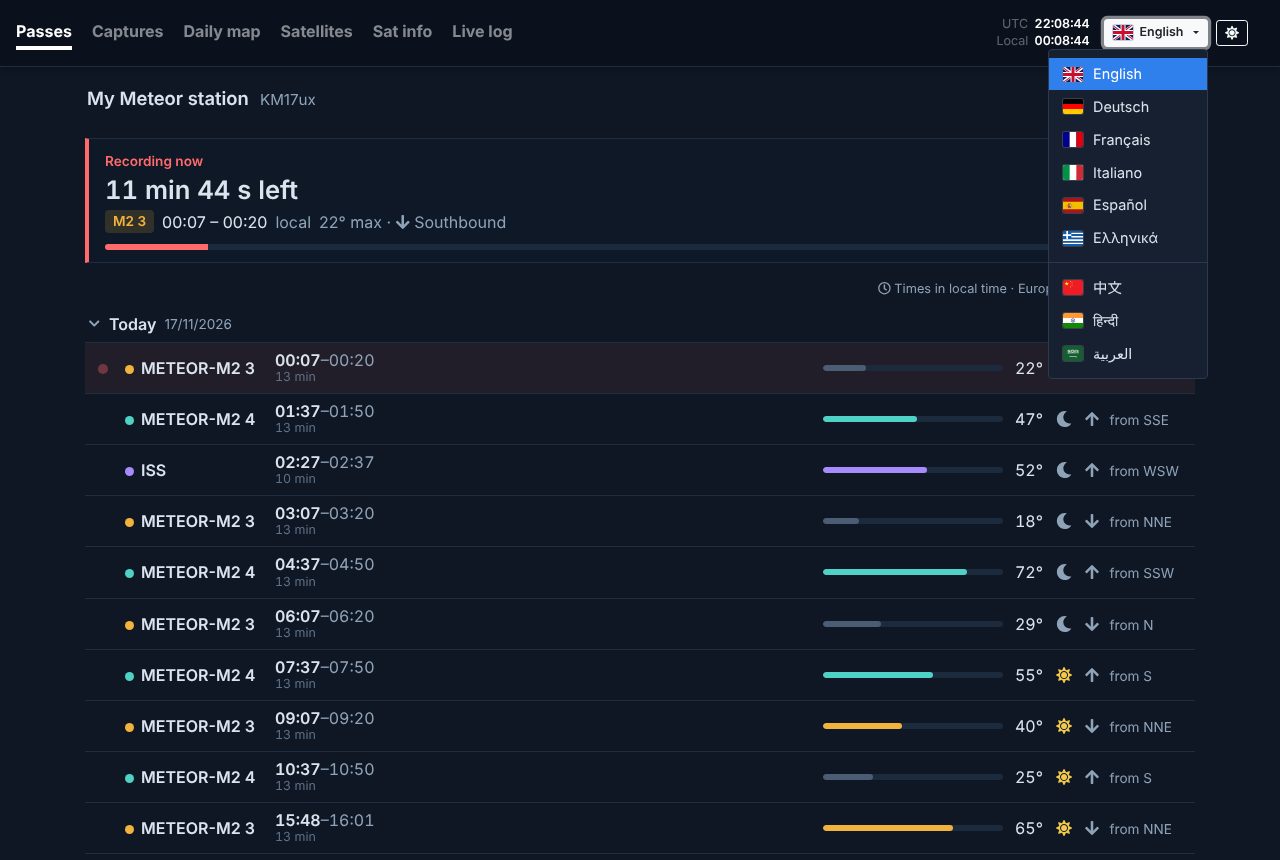 Passes Captures Daily map Satellites Sat info Live log
UTC 22:08:44
Local 00:08:44
English
English
Deutsch
Français
Italiano
Español
Ελληνικά
中文
हिन्दी
العربية
My Meteor station KM17ux
Recording now
11 min 44 s left
M2 3 00:07 – 00:20 local 22° max · ↓ Southbound
Times in local time · Europ
Today 17/11/2026
METEOR-M2 3 00:07–00:20 22°
13 min
METEOR-M2 4 01:37–01:50 47° ↑ from SSE
13 min
ISS 02:27–02:37 52° ↑ from WSW
10 min
METEOR-M2 3 03:07–03:20 18° ↓ from NNE
13 min
METEOR-M2 4 04:37–04:50 72° ↑ from SSW
13 min
METEOR-M2 3 06:07–06:20 29° ↓ from N
13 min
METEOR-M2 4 07:37–07:50 55° ↑ from S
13 min
METEOR-M2 3 09:07–09:20 40° ↓ from NNE
13 min
METEOR-M2 4 10:37–10:50 25° ↑ from S
13 min
METEOR-M2 3 15:48–16:01 65° ↓ from NNE
13 min